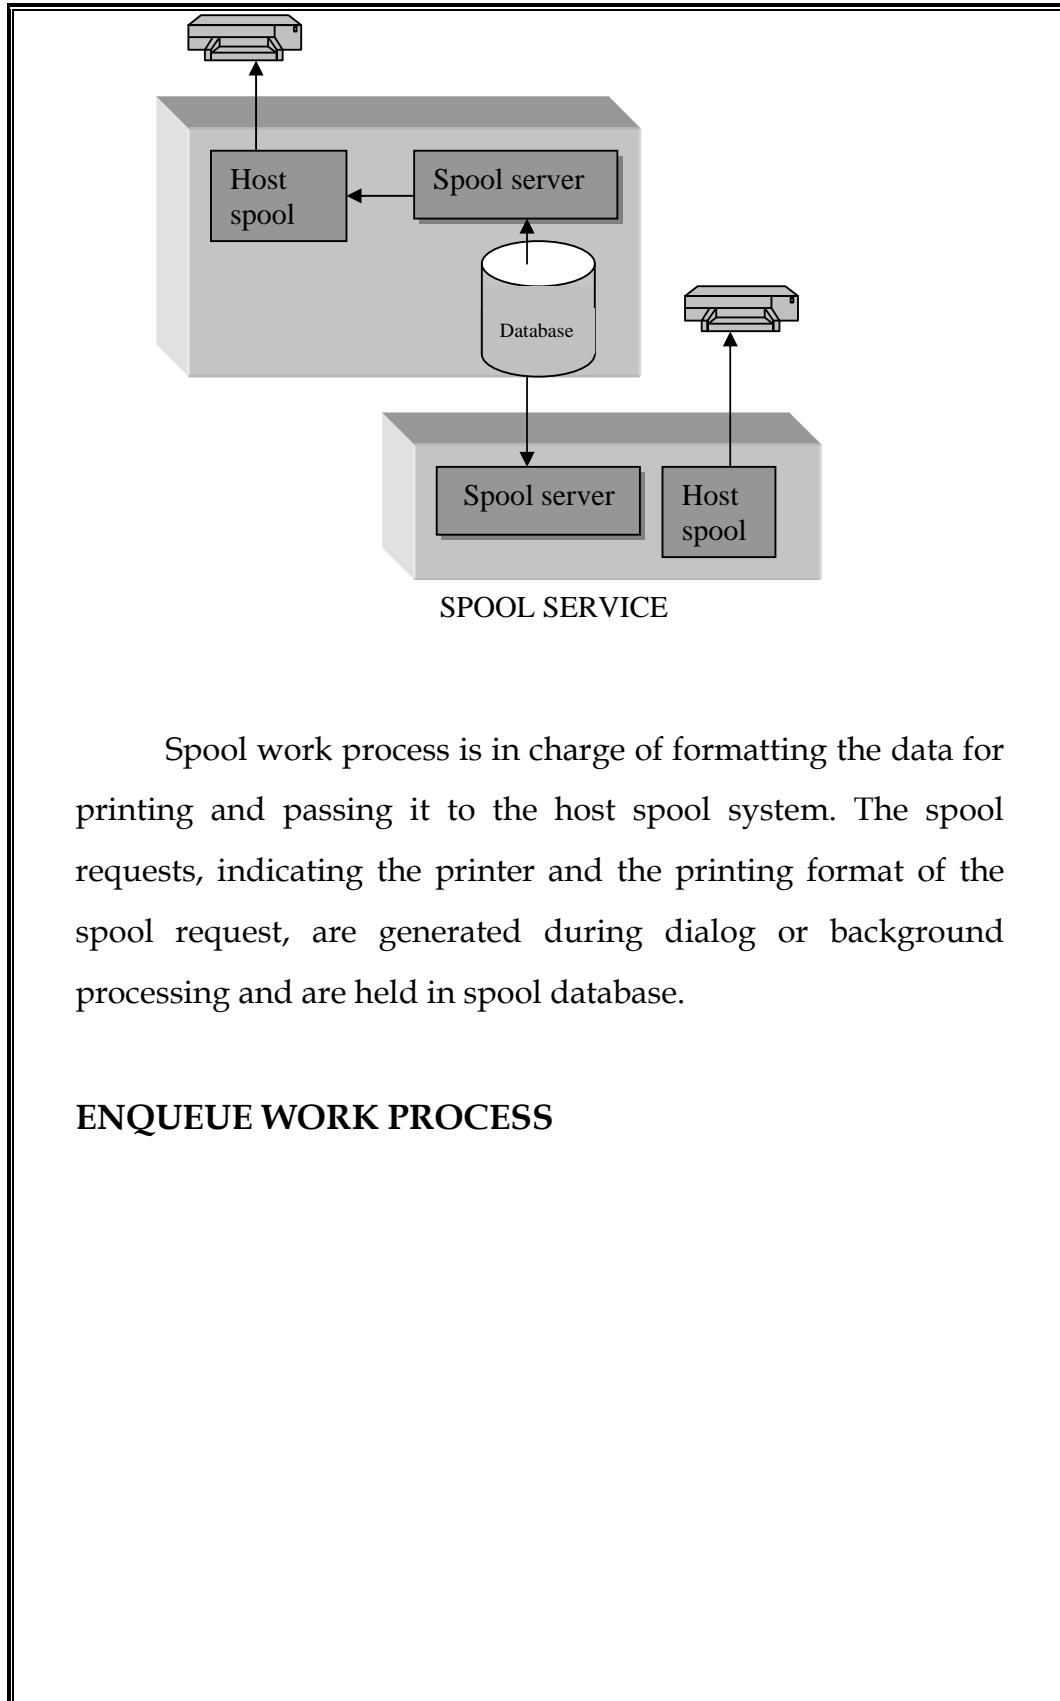 Host
spool
Spool server
Database
Spool server
Host
spool
SPOOL SERVICE
Spool work process is in charge of formatting the data for
printing and passing it to the host spool system. The spool
requests, indicating the printer and the printing format of the
spool request, are generated during dialog or background
processing and are held in spool database.
ENQUEUE WORK PROCESS